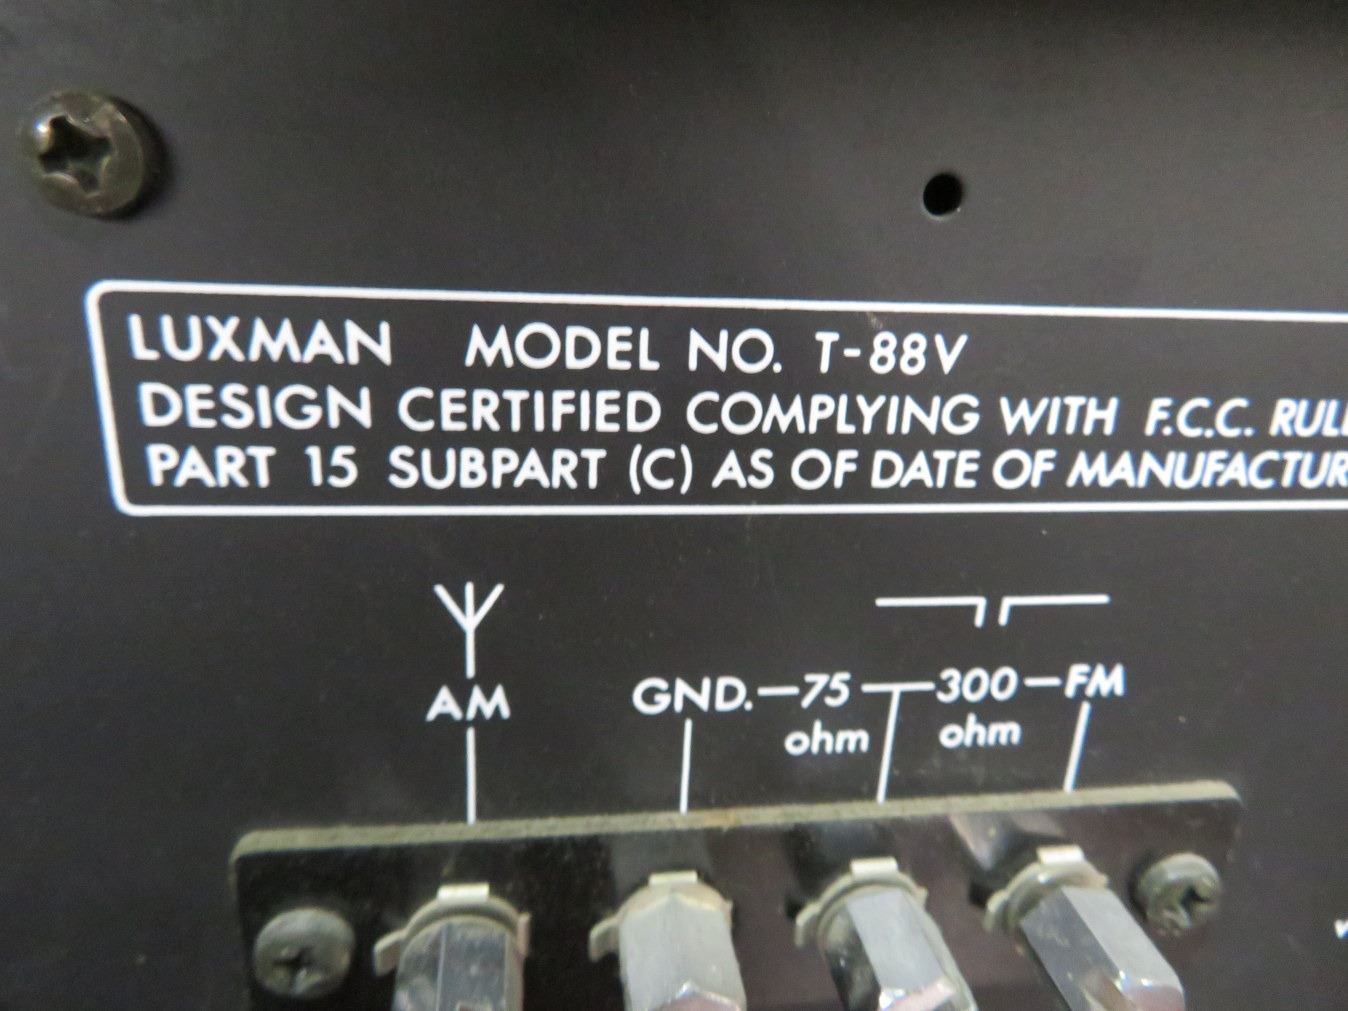 LUXMAN MODEL NO. T-88V
DESIGN CERTIFIED COMPLYING WITH F.C.C.
PART 15 SUBPART (C) AS OF DATE OF
AM
GND.—75—300—FM
ohm ohm